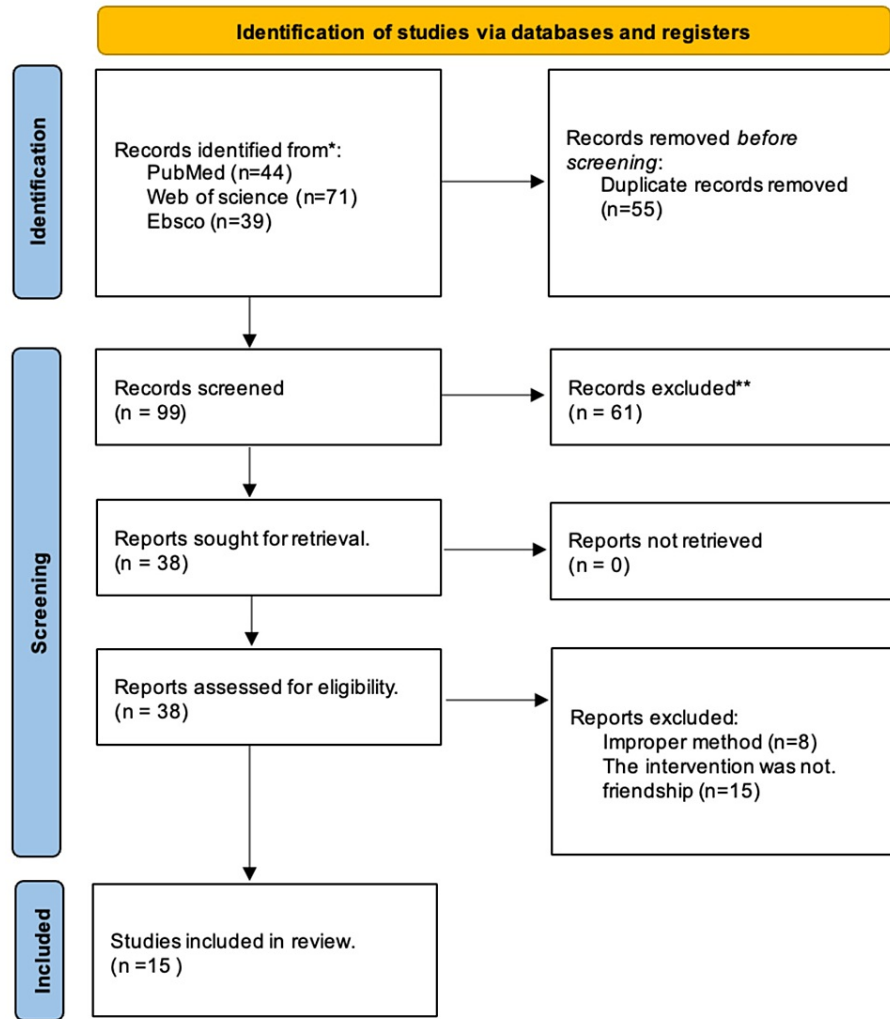 Identification of studies via databases and registers
Identification
Records identified from*:
PubMed (n=44)
Web of science (n=71)
Ebsco (n=39)
Records removed before
screening:
Duplicate records removed
(n=55)
Screening
Records screened
(n = 99)
Records excluded**
(n = 61)
Reports sought for retrieval.
(n = 38)
Reports not retrieved
(n = 0)
Reports assessed for eligibility.
(n = 38)
Reports excluded:
Improper method (n=8)
The intervention was not.
friendship (n=15)
Included
Studies included in review.
(n =15 )